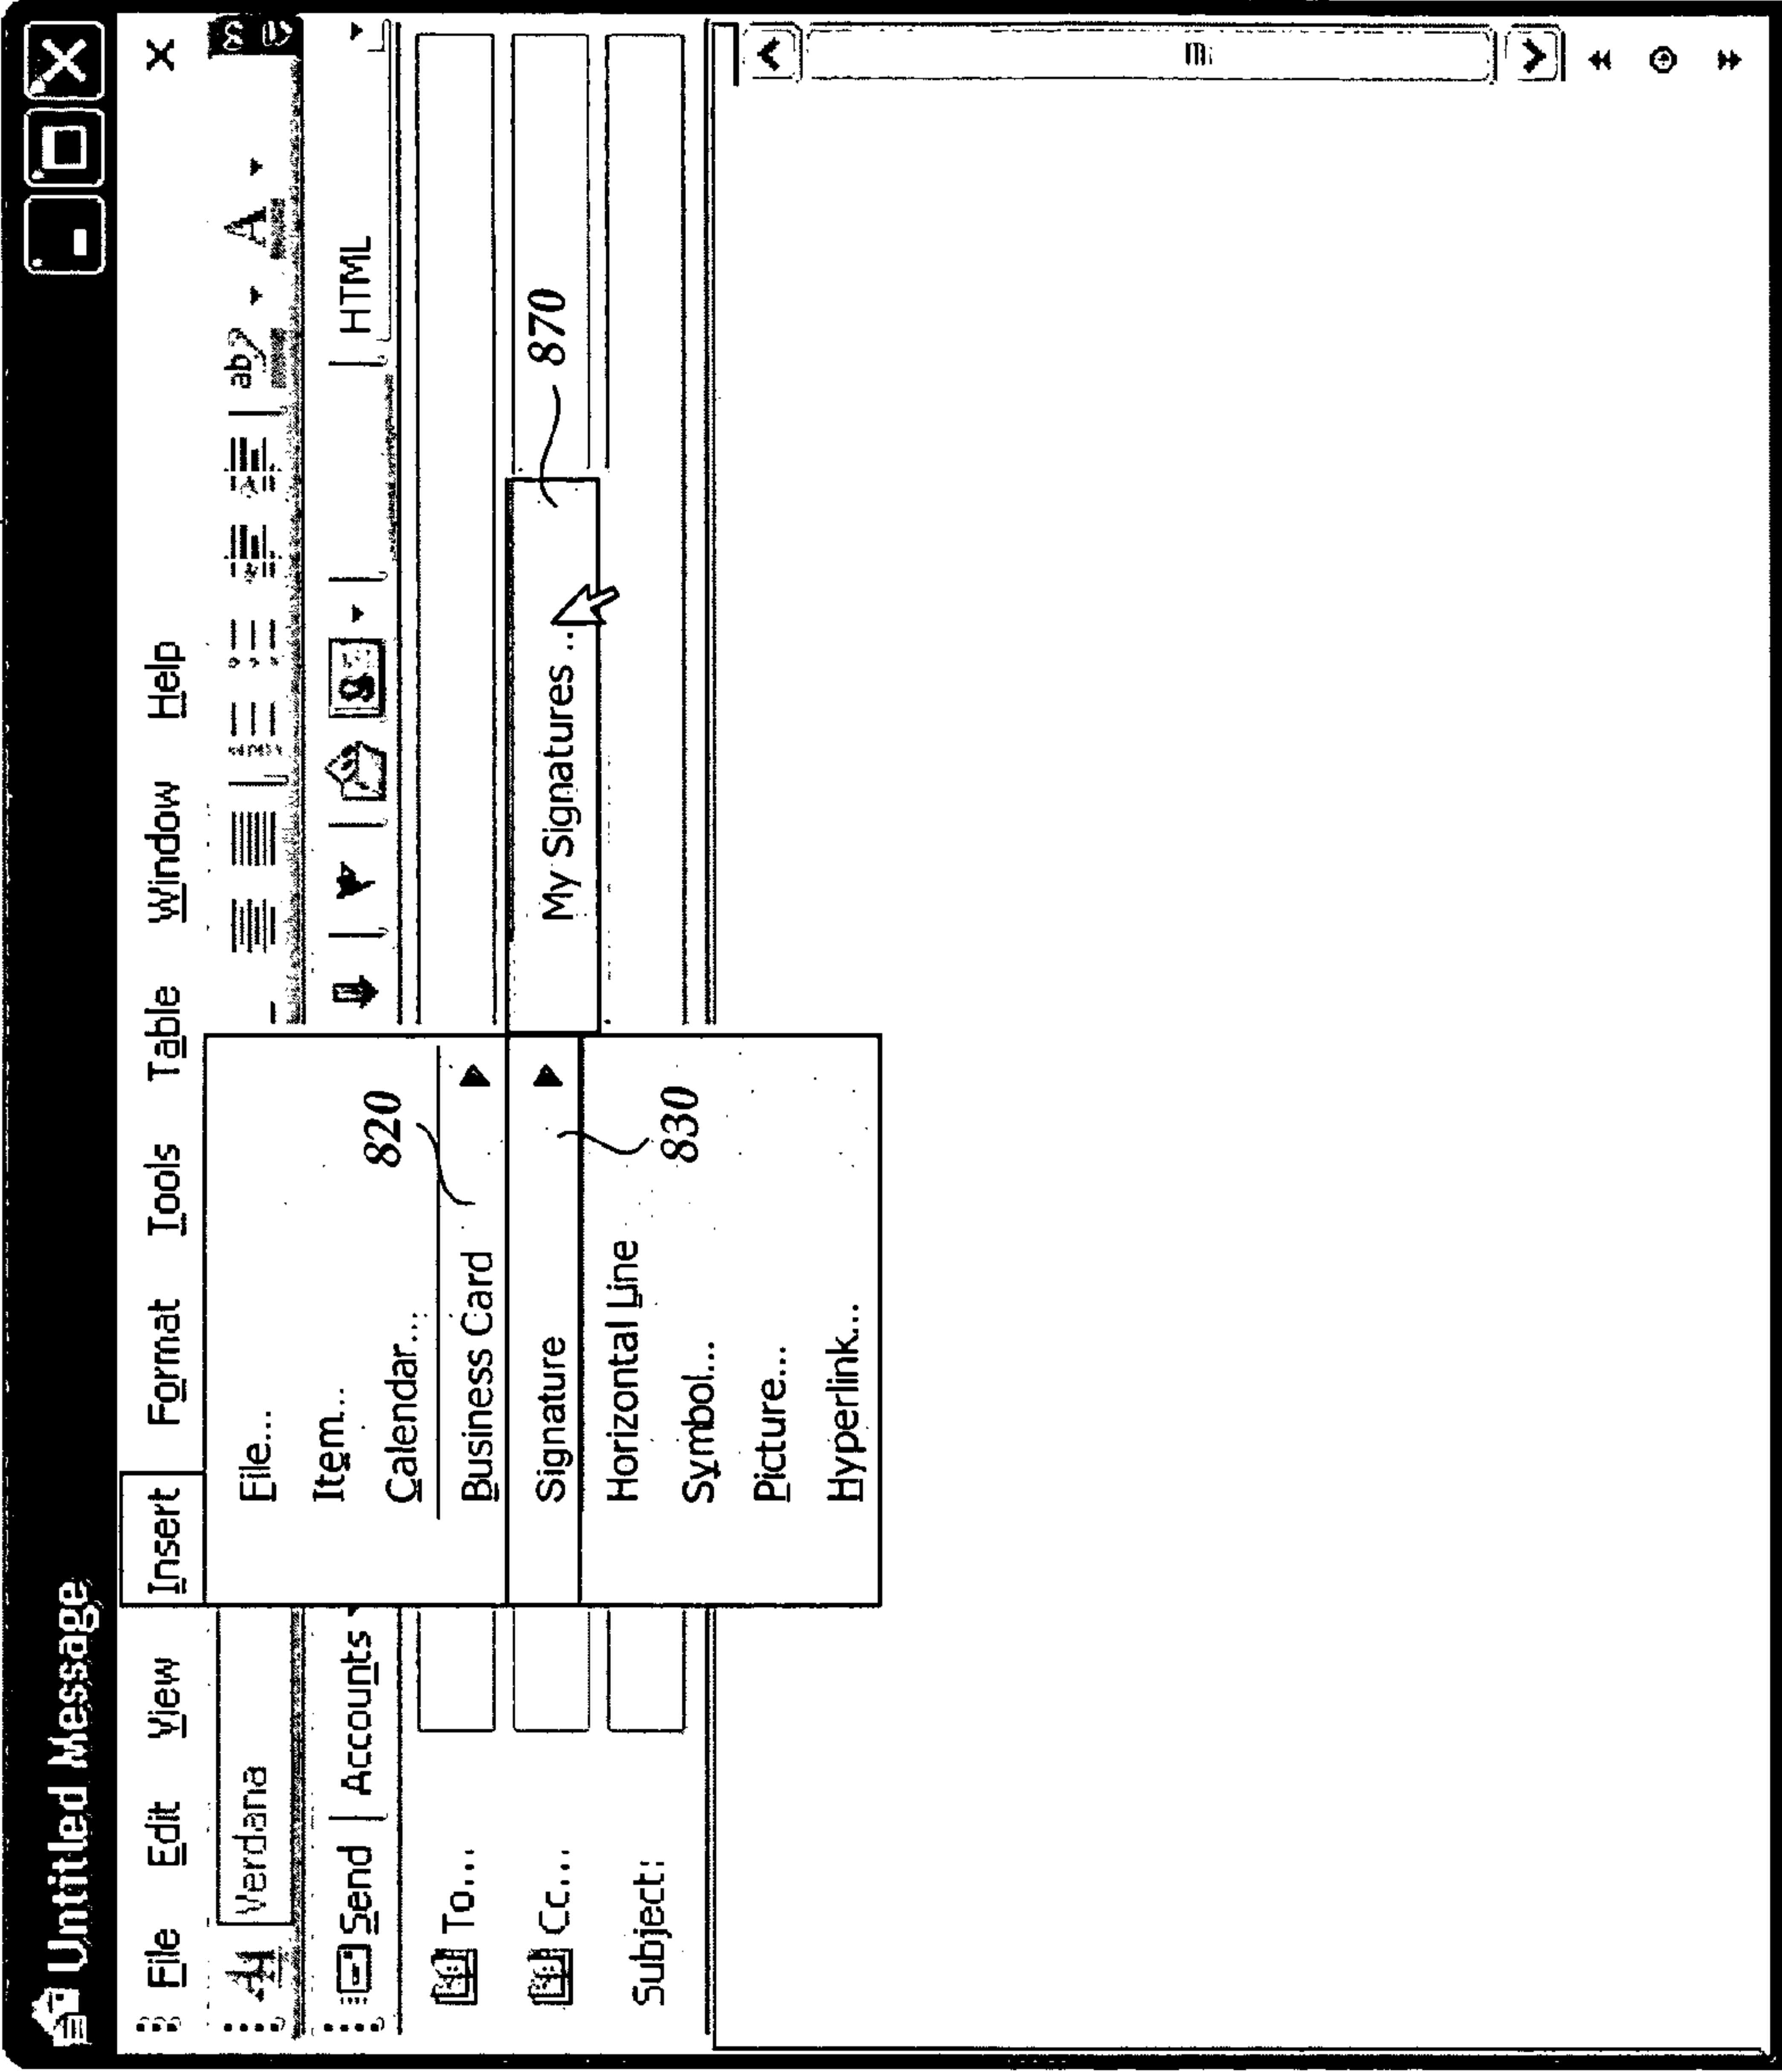 Untitled Message
File Edit View Insert Format Tools Table Window Help
Verdana ab A
Send Accounts HTML
To...
Cc...
Subject:
File...
Item...
Calendar...
820
Business Card
Signature
830
Horizontal Line
Symbol...
Picture...
Hyperlink...
My Signatures...
870